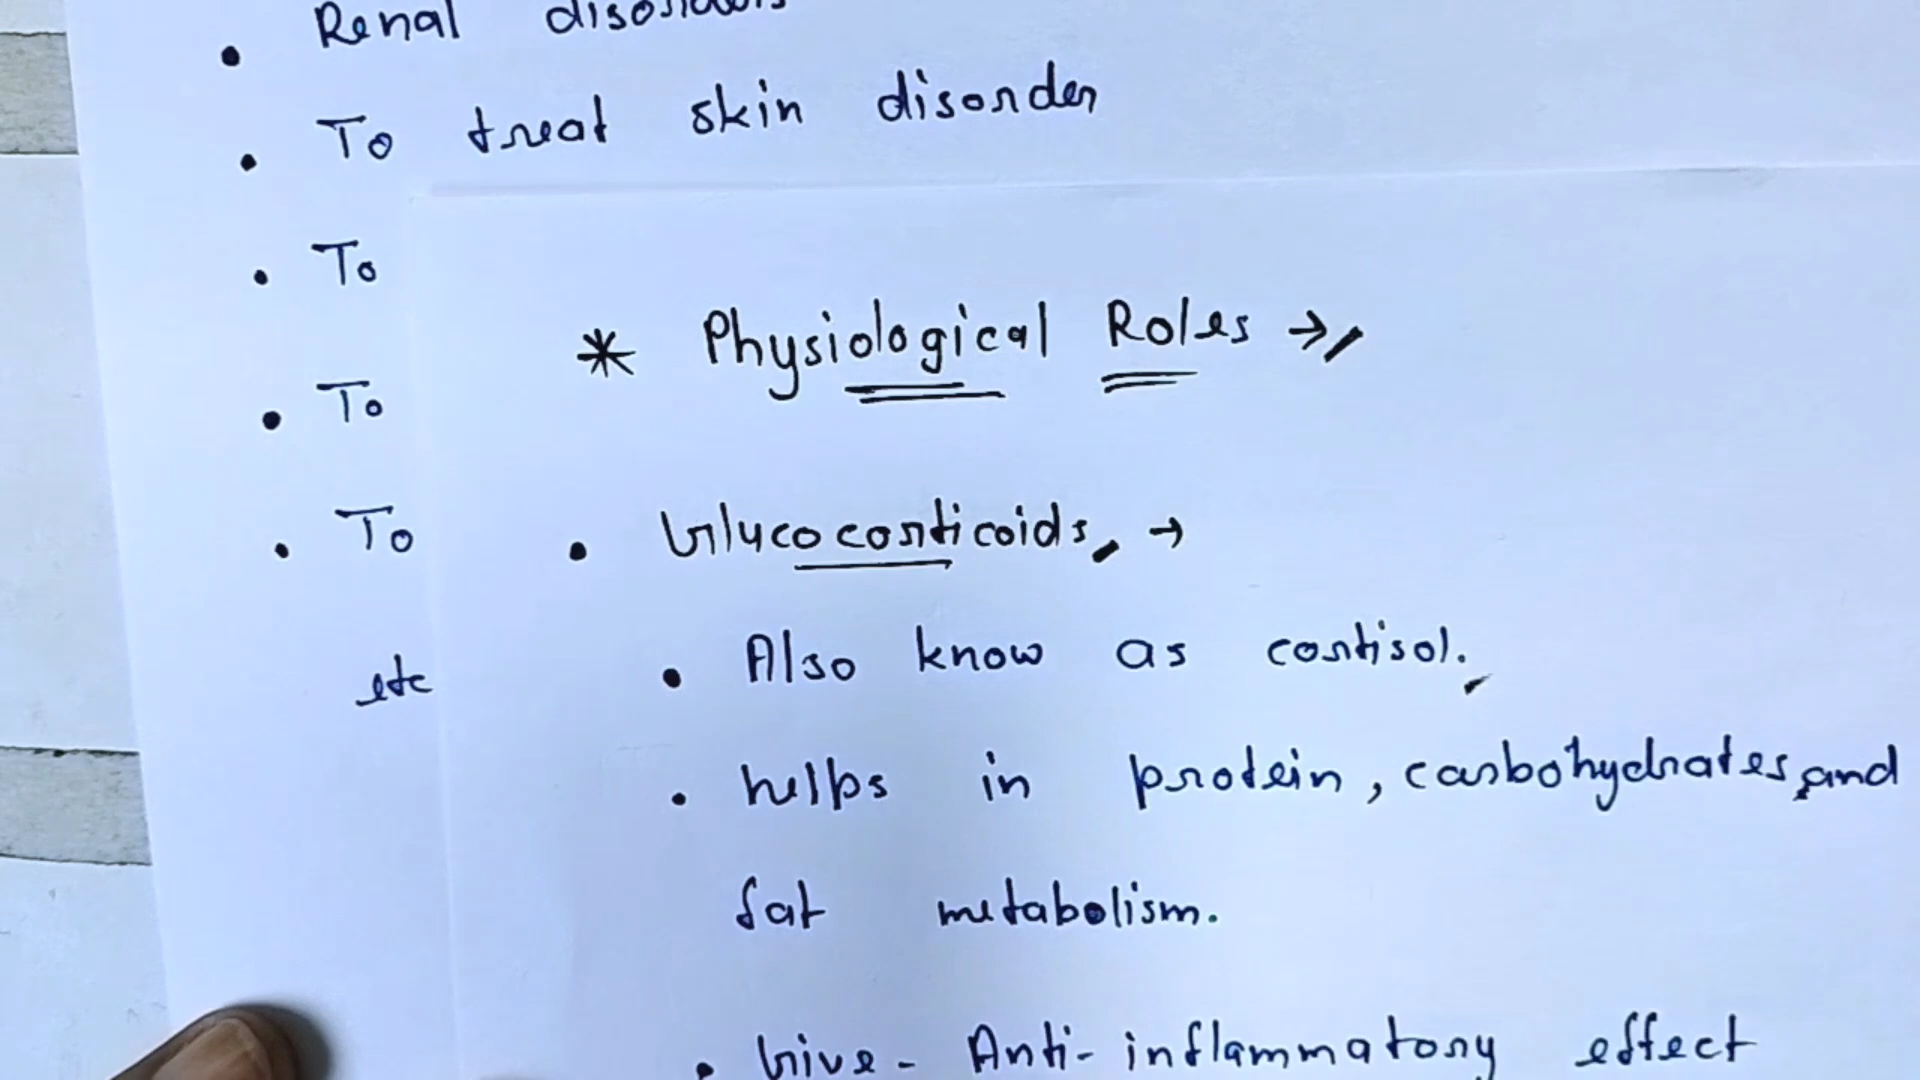 • Renal disorders
• To treat skin disorder
• To
• To
• To
etc
* Physiological Roles →
• Glucocorticoids →
• Also know as cortisol.
• helps in protein, carbohydrates, and
fat metabolism.
• Give - Anti-inflammatory effect